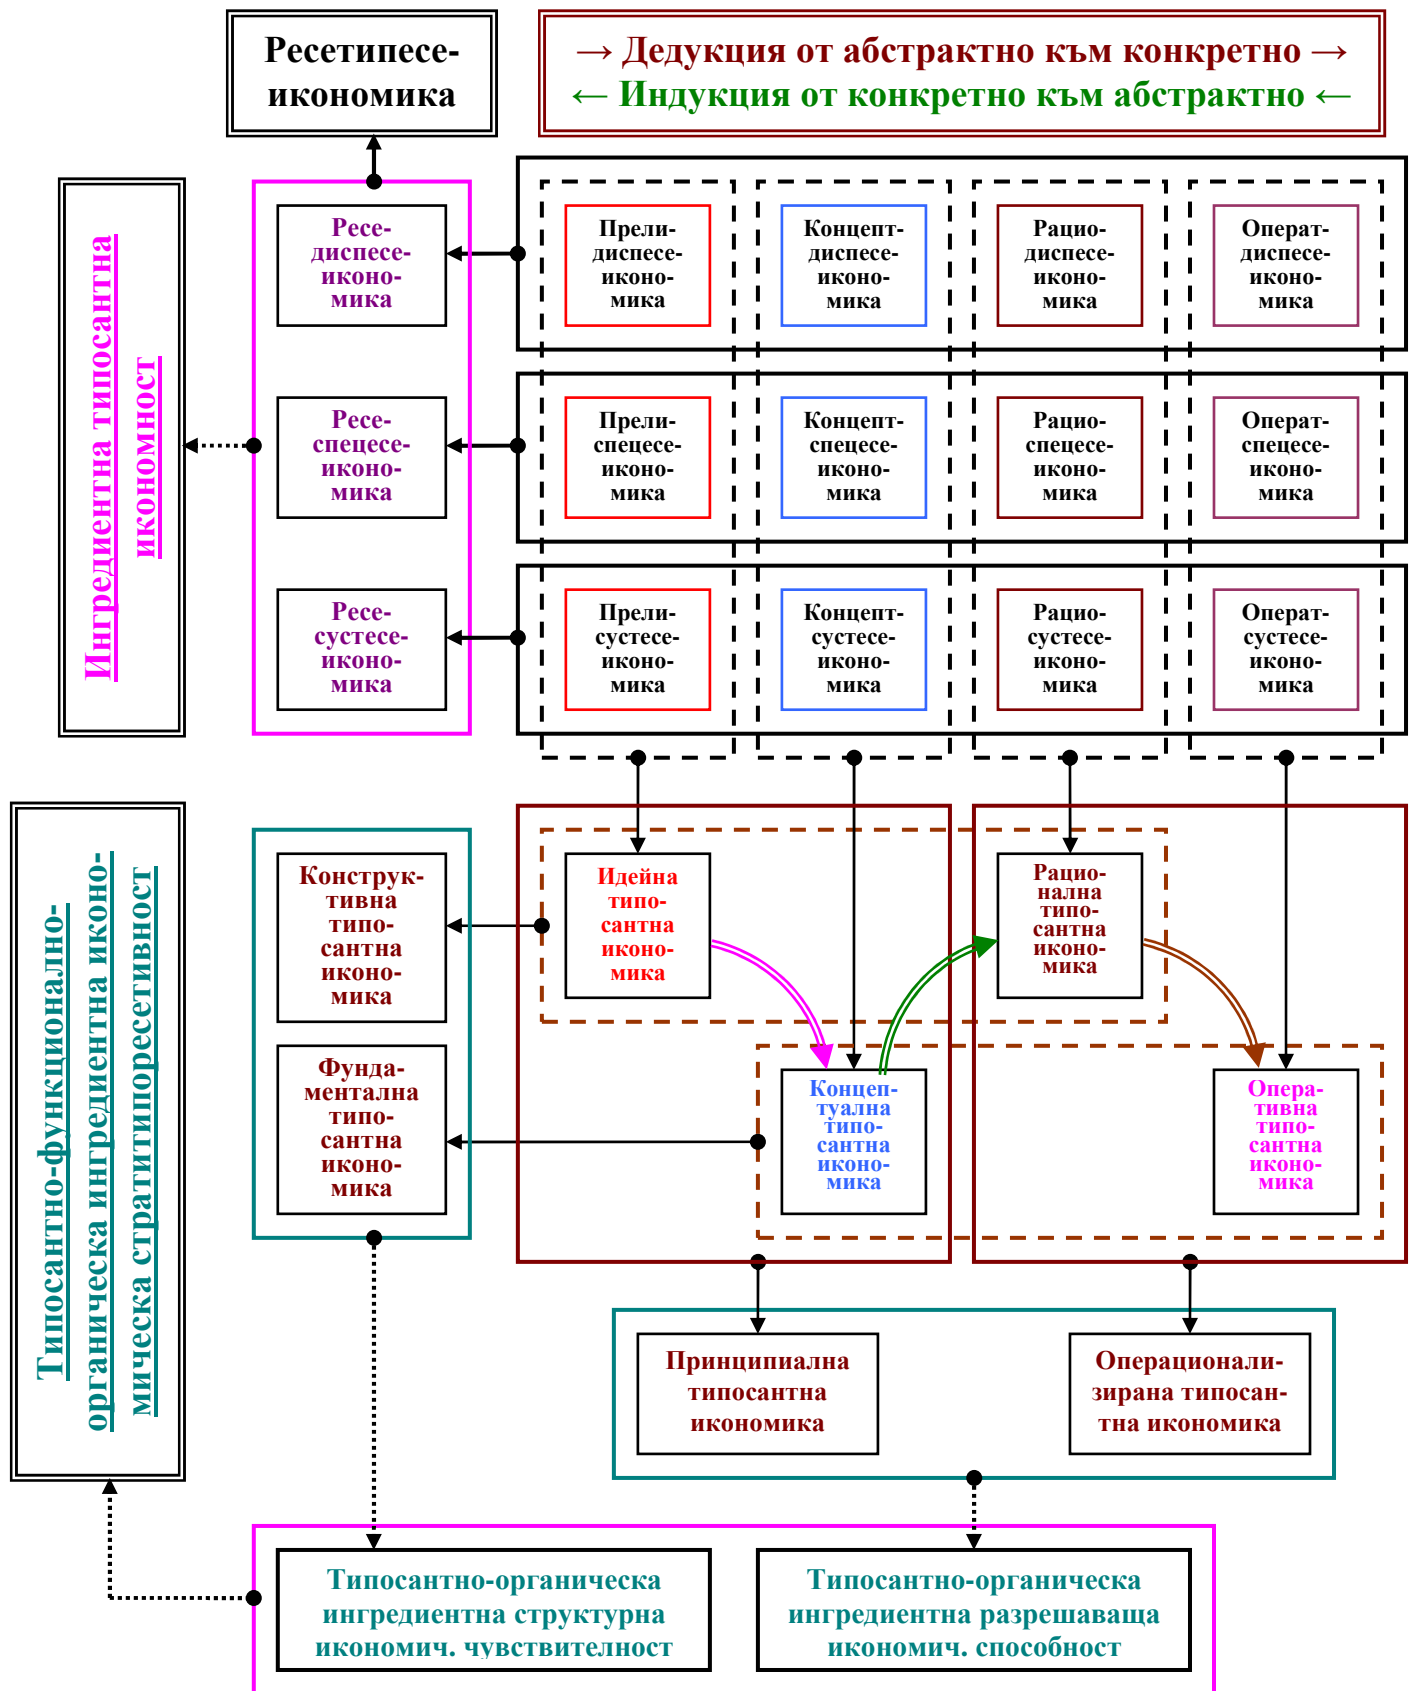 Ресетипесе-
икономика
→ Дедукция от абстрактно към конкретно →
← Индукция от конкретно към абстрактно ←
Ингредиентна типосантна
икономност
Ресе-
диспесе-
иконо-
мика
Прели-
диспесе-
иконо-
мика
Концепт-
диспесе-
иконо-
мика
Рацио-
диспесе-
иконо-
мика
Операт-
диспесе-
иконо-
мика
Ресе-
спецесе-
иконо-
мика
Прели-
спецесе-
иконо-
мика
Концепт-
спецесе-
иконо-
мика
Рацио-
спецесе-
иконо-
мика
Операт-
спецесе-
иконо-
мика
Ресе-
сустесе-
иконо-
мика
Прели-
сустесе-
иконо-
мика
Концепт-
сустесе-
иконо-
мика
Рацио-
сустесе-
иконо-
мика
Операт-
сустесе-
иконо-
мика
Типосантно-функционално-
органическа ингредиентна иконо-
мическа стратитипоресетивност
Конструк-
тивна
типо-
сантна
иконо-
мика
Идейна
типо-
сантна
иконо-
мика
Рацио-
нална
типо-
сантна
иконо-
мика
Фунда-
ментална
типо-
сантна
иконо-
мика
Концеп-
туална
типо-
сантна
иконо-
мика
Опера-
тивна
типо-
сантна
иконо-
мика
Принципиална
типосантна
икономика
Операционали-
зирана типосан-
тна икономика
Типосантно-органическа
ингредиентна структурна
икономич. чувствителност
Типосантно-органическа
ингредиентна разрешаваща
икономич. способност